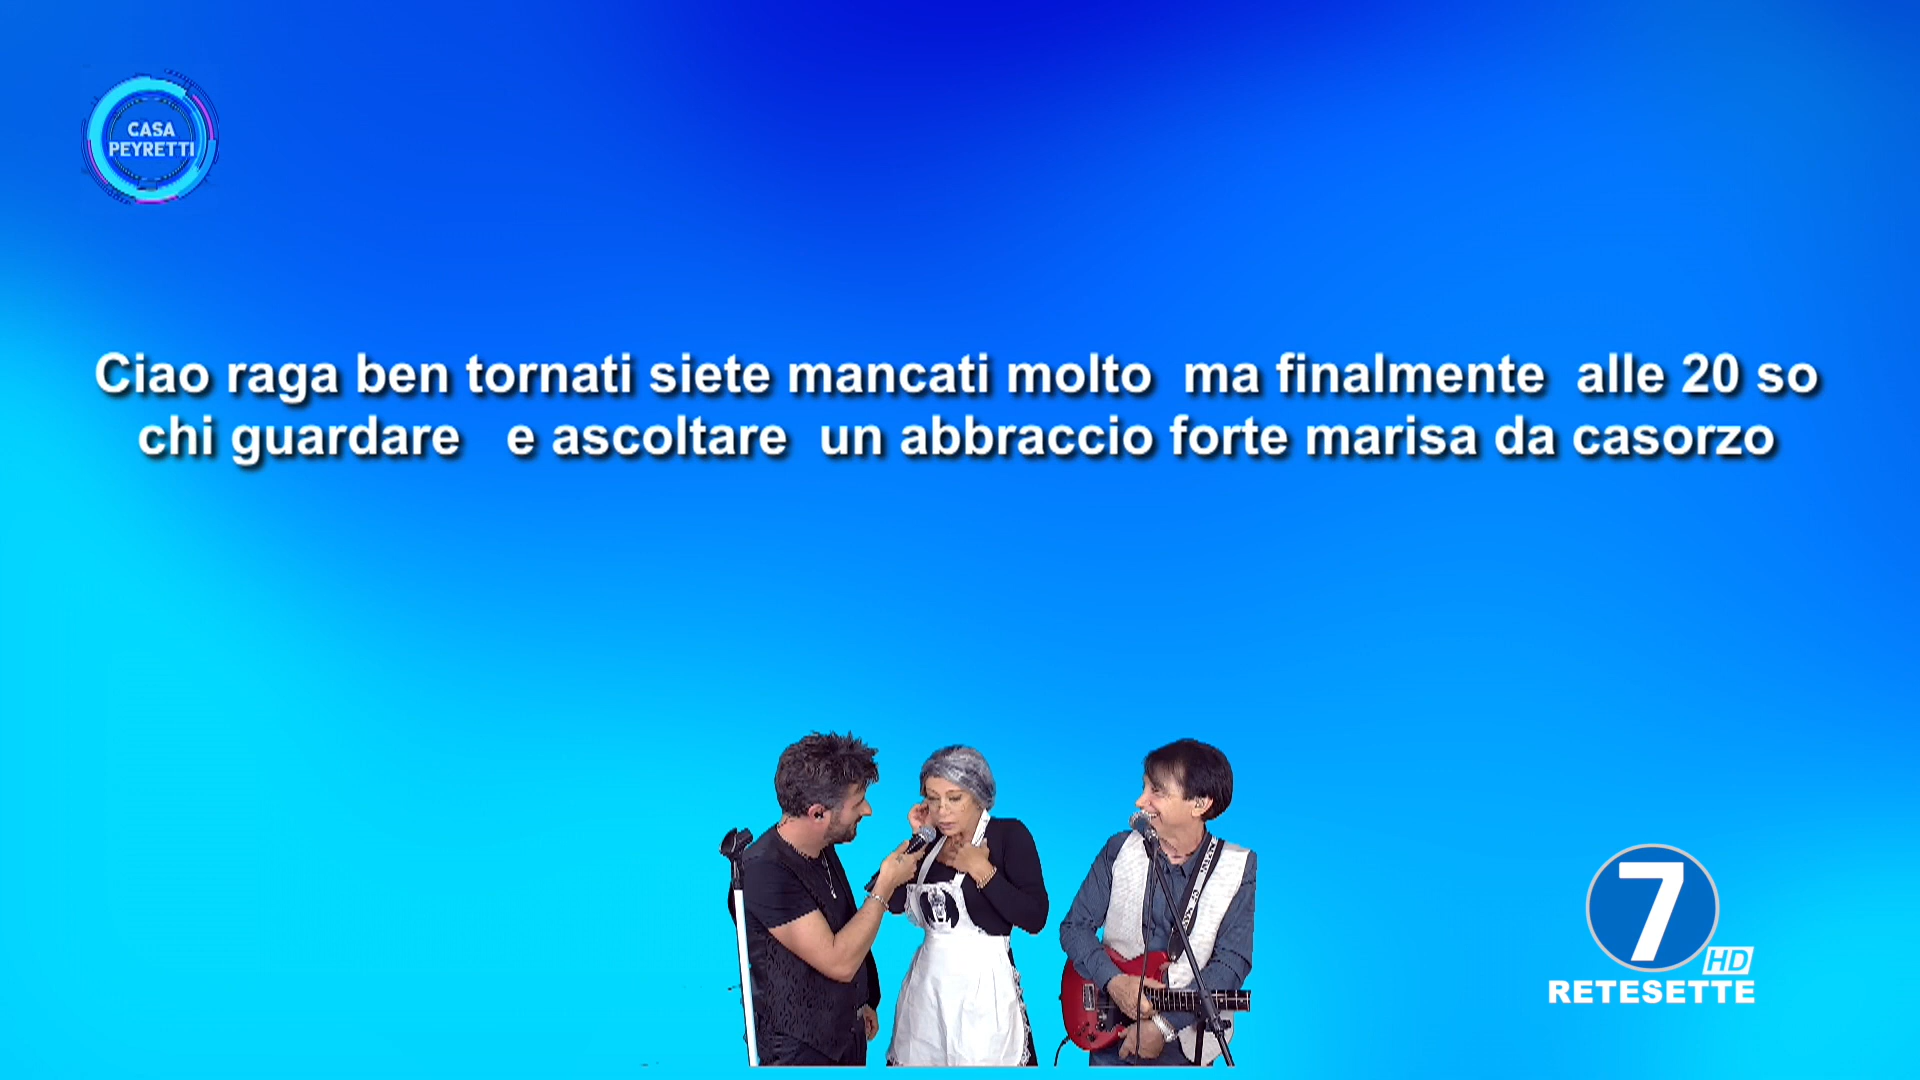 CASA
PEYRETTI
Ciao raga ben tornati siete mancati molto  ma finalmente  alle 20 so
chi guardare   e ascoltare  un abbraccio forte marisa da casorzo
7
HD
RETESETTE